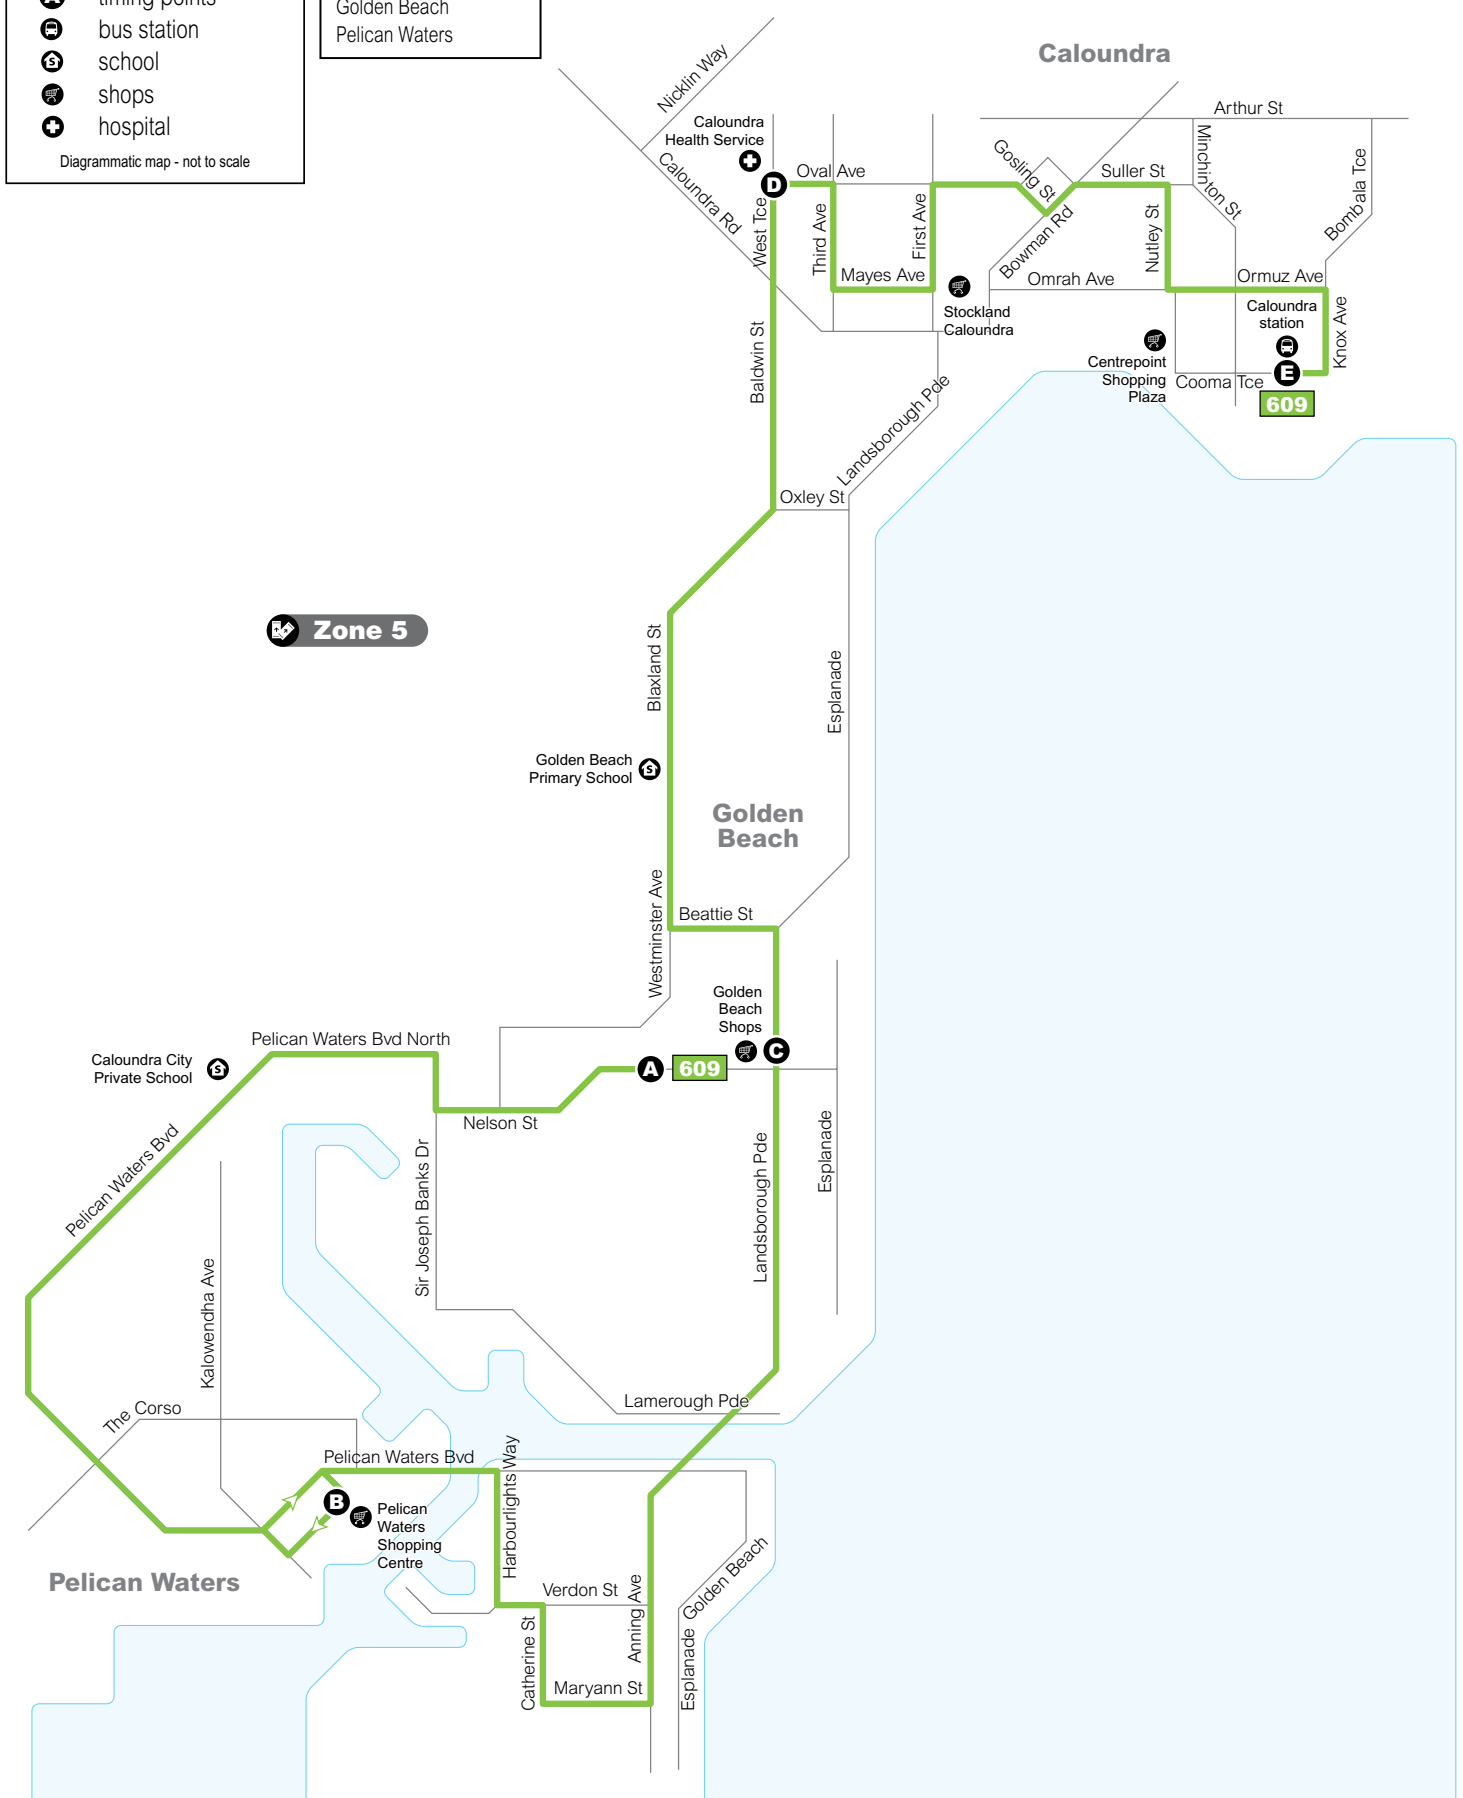 timing points
bus station
school
shops
hospital
Diagrammatic map - not to scale
Golden Beach
Pelican Waters
Caloundra
Nicklin Way
Arthur St
Caloundra
Health Service
Minchinton St
Gosling St
Caloundra Rd
D
Oval Ave
Suller St
Bombala Tce
West Tce
Third Ave
First Ave
Bowman Rd
Nutley St
Mayes Ave
Omrah Ave
Ormuz Ave
Stockland
Caloundra
Caloundra
station
Knox Ave
Baldwin St
Centrepoint
Shopping
Plaza
Cooma Tce
E
609
Landsborough Pde
Oxley St
Zone 5
Blaxland St
Esplanade
Golden Beach
Primary School
Golden
Beach
Westminster Ave
Beattie St
Golden
Beach
Shops
C
Pelican Waters Bvd North
Caloundra City
Private School
A
609
Nelson St
Pelican Waters Bvd
Sir Joseph Banks Dr
Landsborough Pde
Esplanade
Kalowendha Ave
The Corso
Lamerough Pde
Pelican Waters Bvd
Harbourlights Way
B
Pelican
Waters
Shopping
Centre
Pelican Waters
Verdon St
Anning Ave
Golden Beach
Esplanade
Catherine St
Maryann St